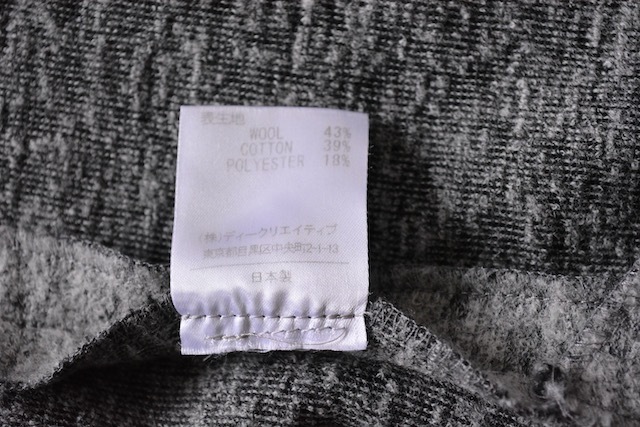 表生地
WOOL 43%
COTTON 39%
POLYESTER 18%
(株)ディークリエイティブ
東京都目黒区中央町2-1-13
日本製